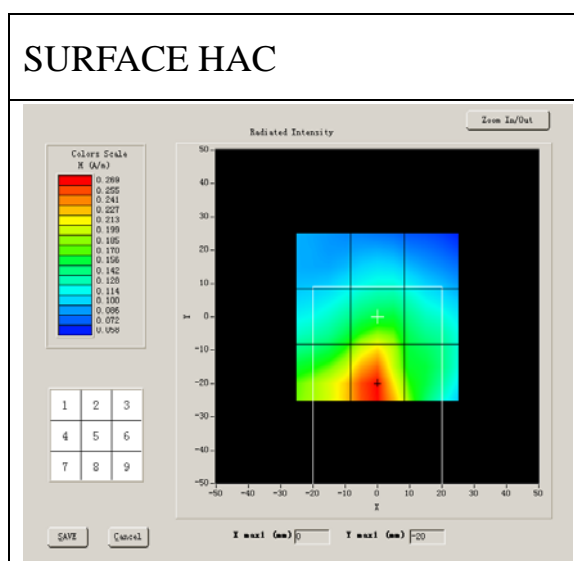 SURFACE HAC
Zoom In/Out
Radiated Intensity
Colors Scale
H (A/m)
0.269
0.255
0.241
0.227
0.213
0.199
0.185
0.170
0.156
0.142
0.128
0.114
0.100
0.086
0.072
0.058
50
40
30
20
10
0
-10
-20
-30
-40
-50
Y
-50 -40 -30 -20 -10 0 10 20 30 40 50
X
1 2 3
4 5 6
7 8 9
SAVE Cancel X max1 (mm) 0 Y max1 (mm) -20